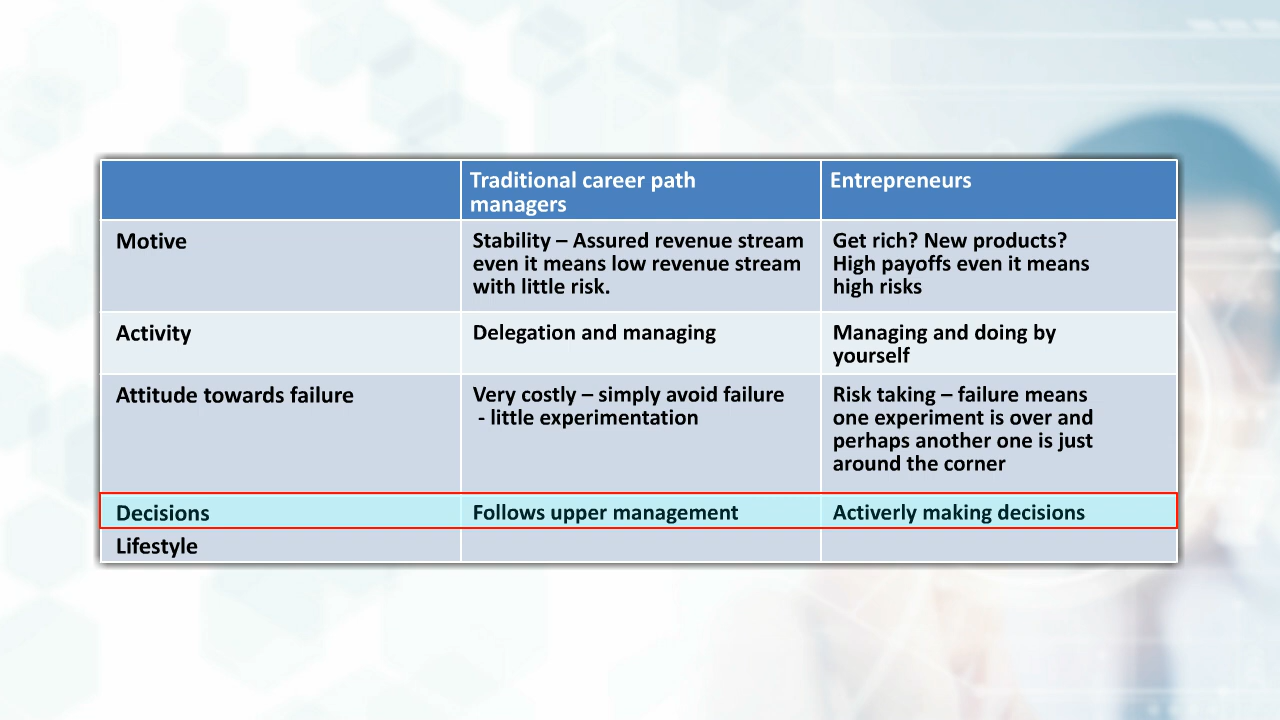 Traditional career path
managers
Entrepreneurs
Motive
Stability – Assured revenue stream
even it means low revenue stream
with little risk.
Get rich? New products?
High payoffs even it means
high risks
Activity
Delegation and managing
Managing and doing by
yourself
Attitude towards failure
Very costly – simply avoid failure
- little experimentation
Risk taking – failure means
one experiment is over and
perhaps another one is just
around the corner
Decisions
Follows upper management
Activerly making decisions
Lifestyle